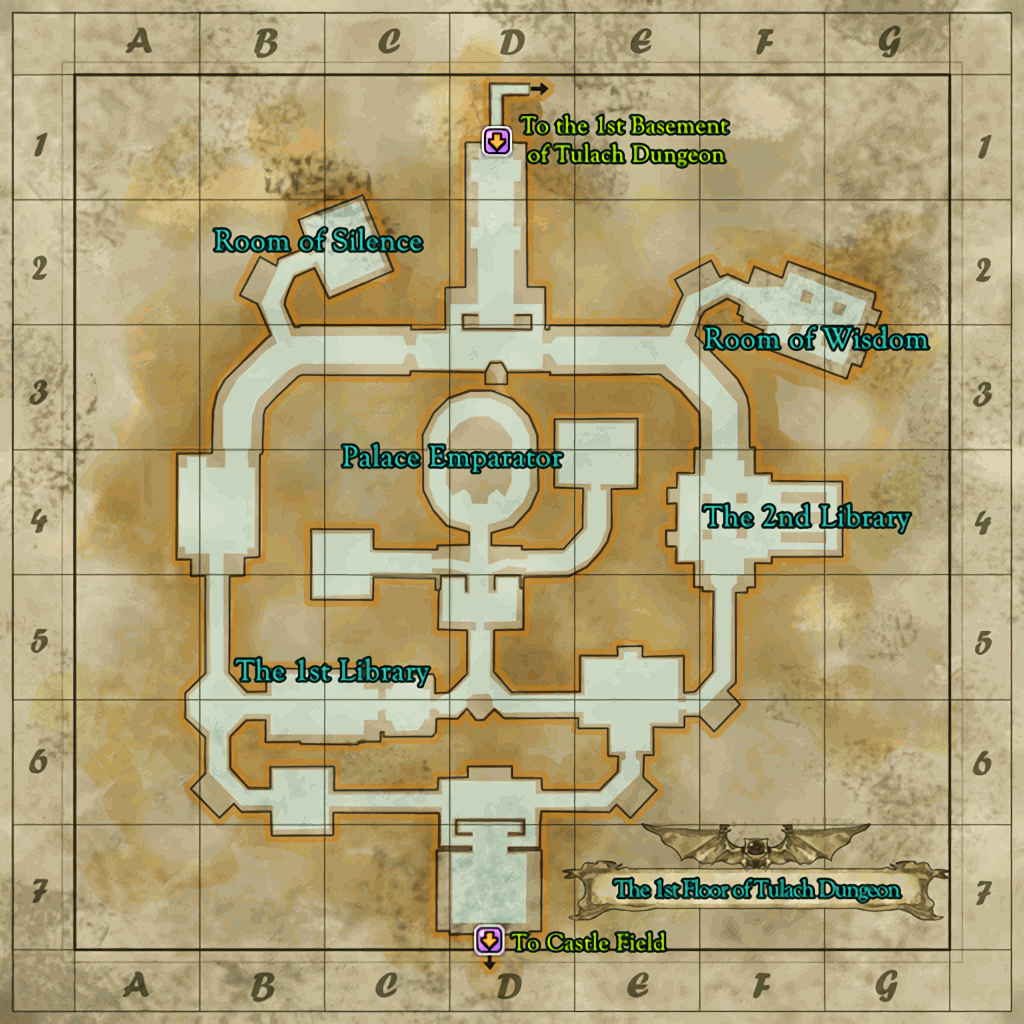 A B C D E F G
1 1
To the 1st Basement
of Tulach Dungeon
Room of Silence
2 2
Room of Wisdom
3 3
Palace Emparator
The 2nd Library
4 4
5 5
The 1st Library
6 6
7 7
The 1st Floor of Tulach Dungeon
To Castle Field
A B C D E F G